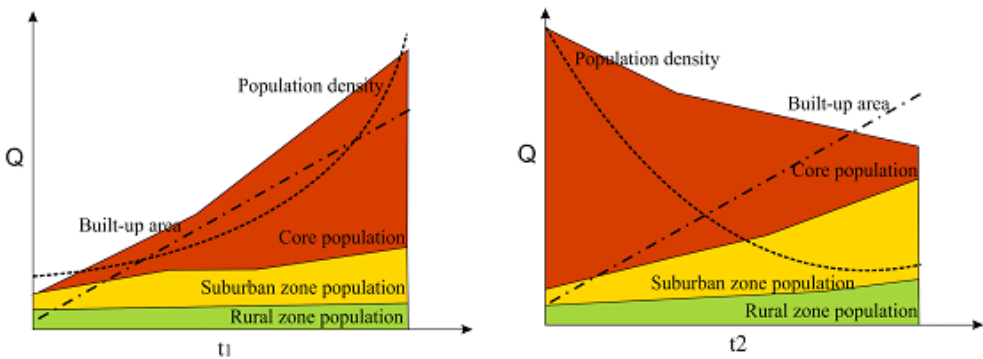 Population density
Built-up area
Q
Core population
Suburban zone population
Rural zone population
t1
Population density
Built-up area
Q
Core population
Suburban zone population
Rural zone population
t2